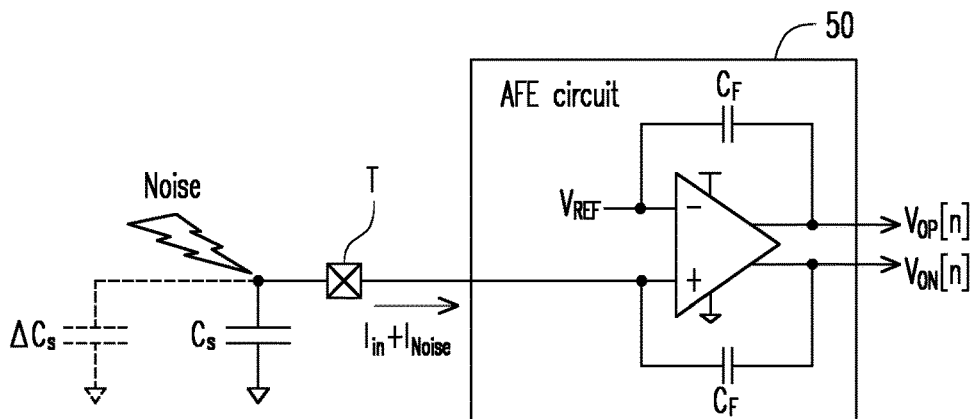 50
AFE circuit
C_F
Noise
T
V_REF
−
V_OP[n]
+
V_ON[n]
ΔC_s
C_s
I_in+I_Noise
C_F